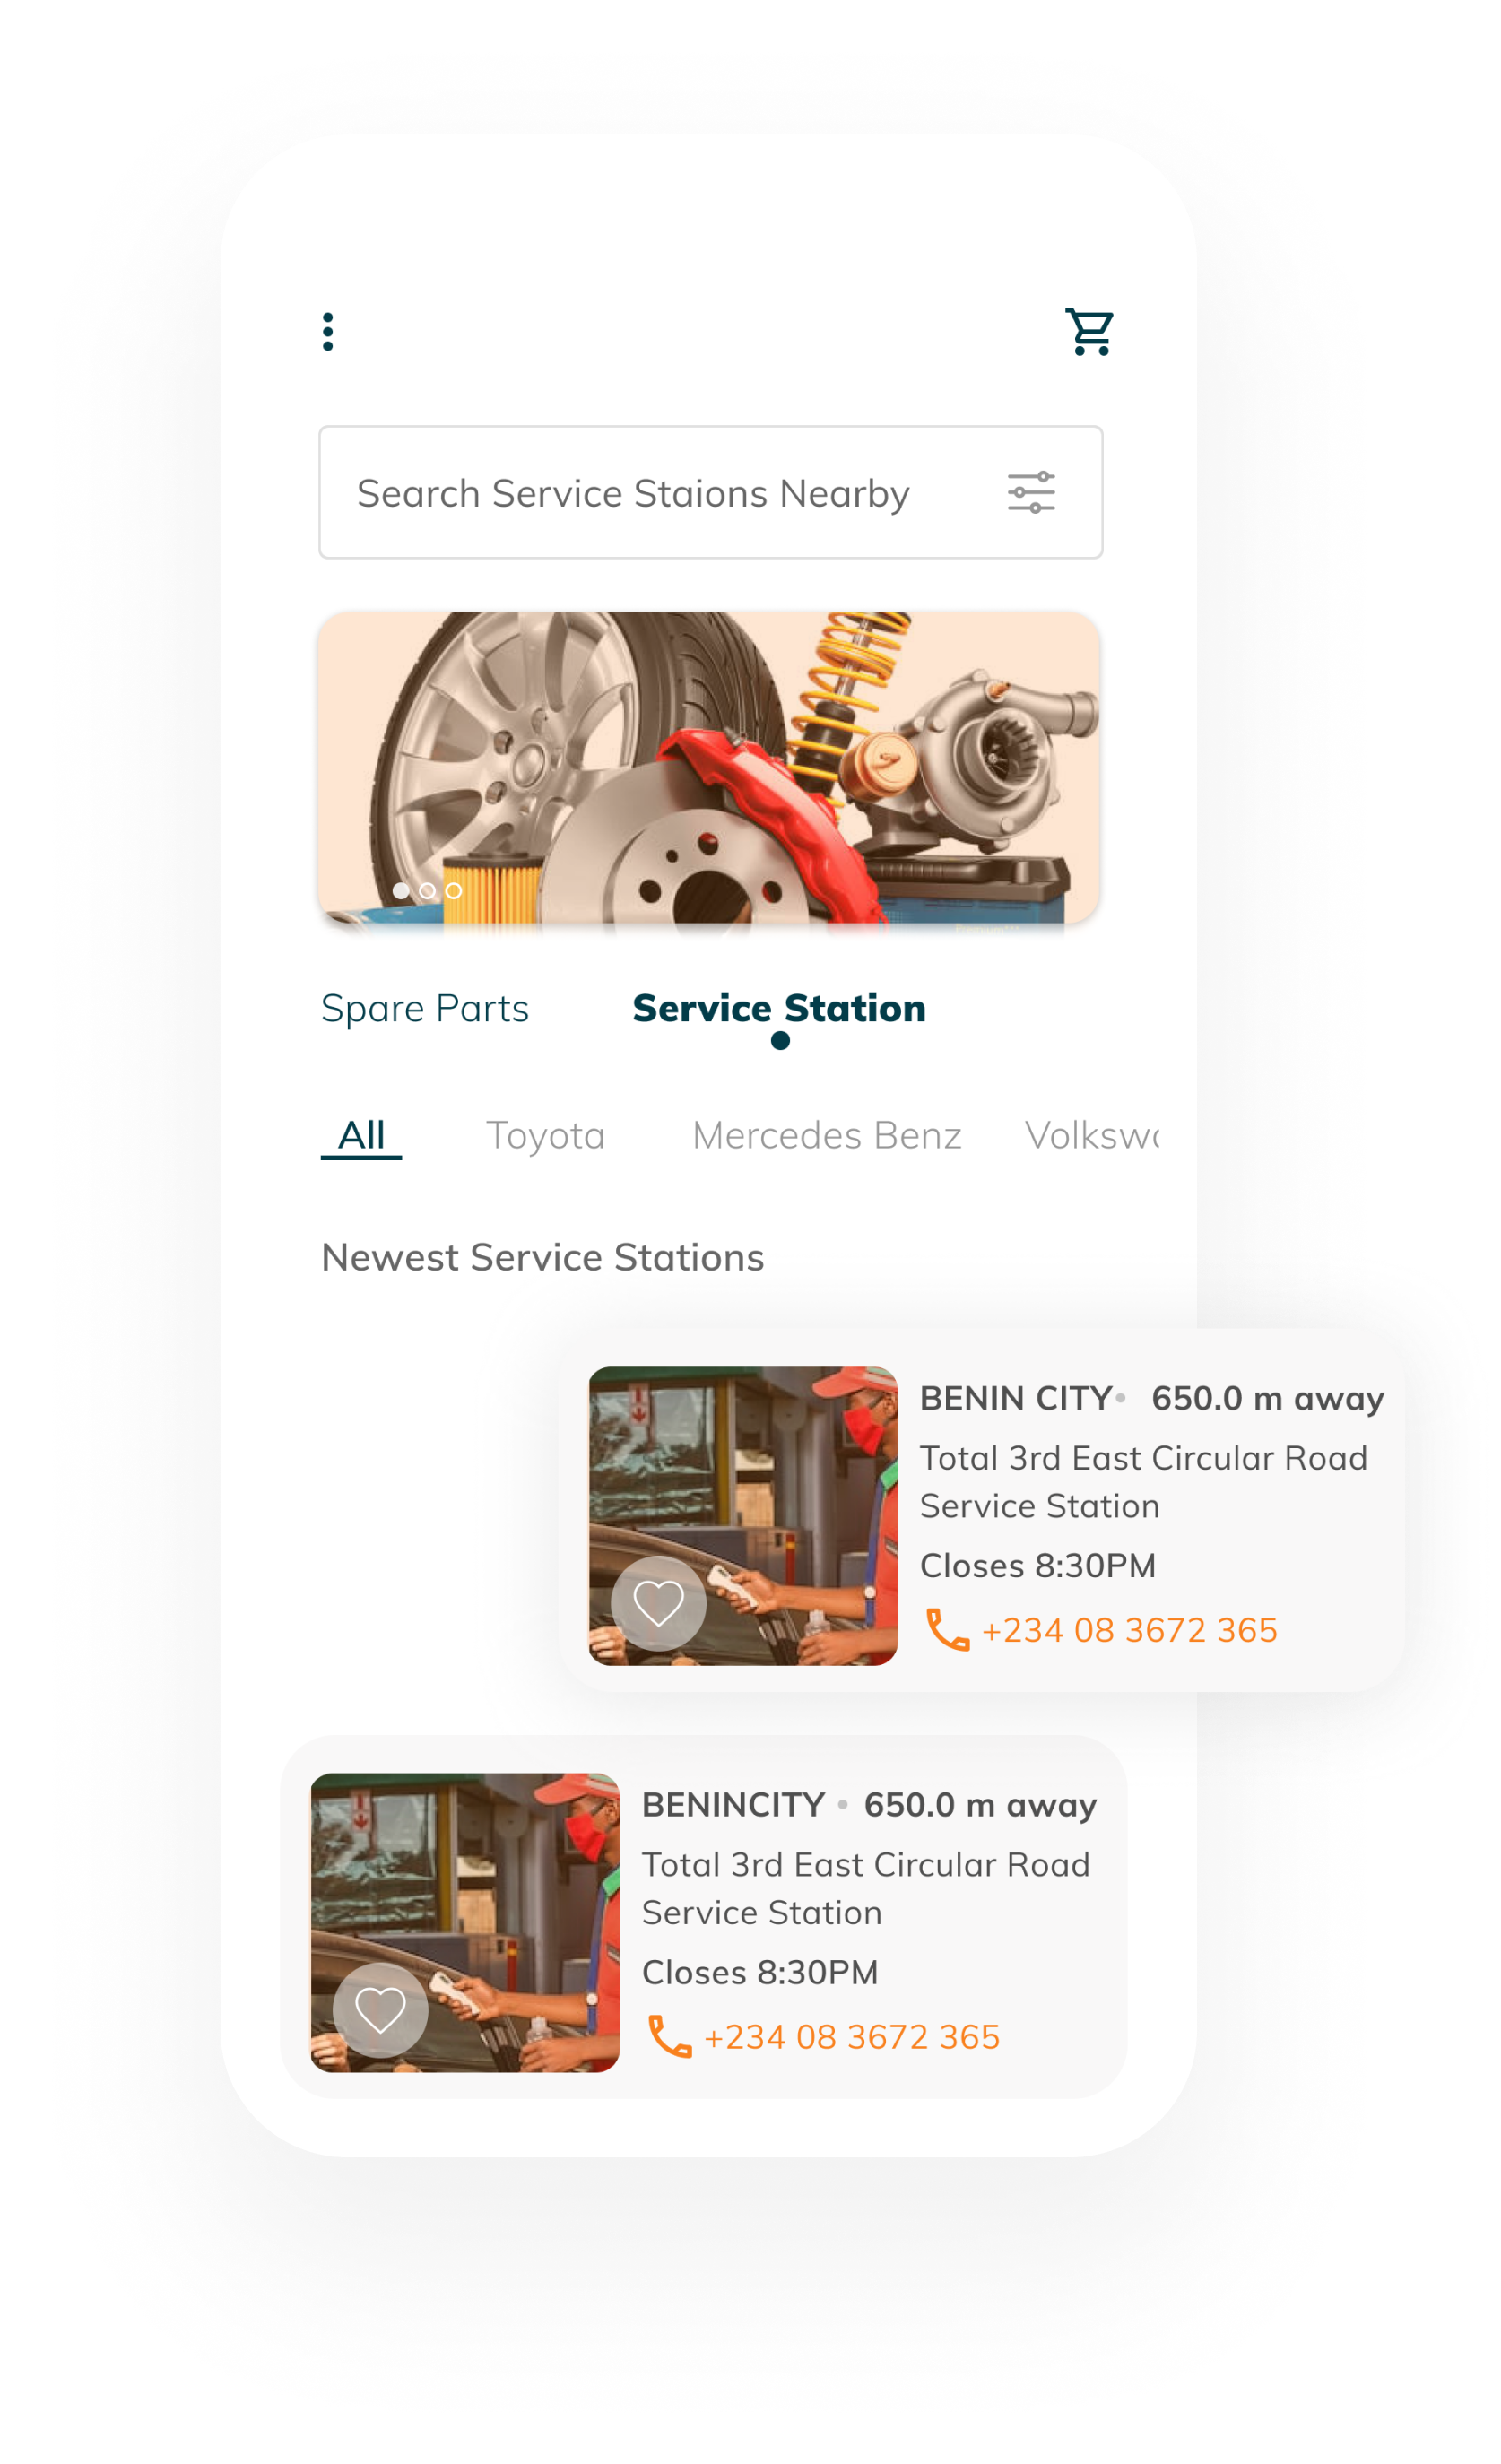 Search Service Staions Nearby
Spare Parts
Service Station
All
Toyota
Mercedes Benz
Volksw
Newest Service Stations
BENIN CITY • 650.0 m away
Total 3rd East Circular Road
Service Station
Closes 8:30PM
+234 08 3672 365
BENINCITY • 650.0 m away
Total 3rd East Circular Road
Service Station
Closes 8:30PM
+234 08 3672 365